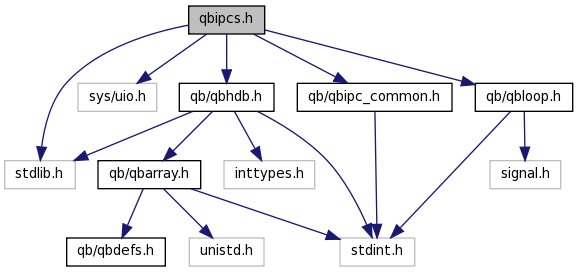 qbipcs.h
sys/uio.h
qb/qbhdb.h
qb/qbipc_common.h
qb/qbloop.h
stdlib.h
qb/qbarray.h
inttypes.h
signal.h
qb/qbdefs.h
unistd.h
stdint.h